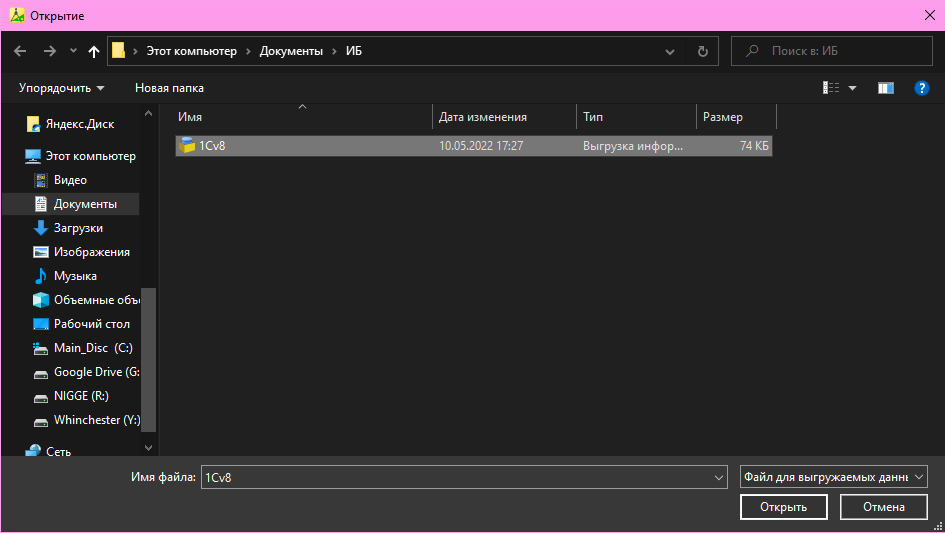 Открытие
Этот компьютер › Документы › ИБ
Поиск в: ИБ
Упорядочить
Новая папка
?
Имя Дата изменения Тип Размер
1Cv8 10.05.2022 17:27 Выгрузка инфор... 74 КБ
Яндекс.Диск
Этот компьютер
Видео
Документы
Загрузки
Изображения
Музыка
Объемные объе
Рабочий стол
Main_Disc (C:)
Google Drive (G:
NIGGE (R:)
Whinchester (Y:)
Сеть
Имя файла: 1Cv8
Файл для выгружаемых данны
Открыть Отмена